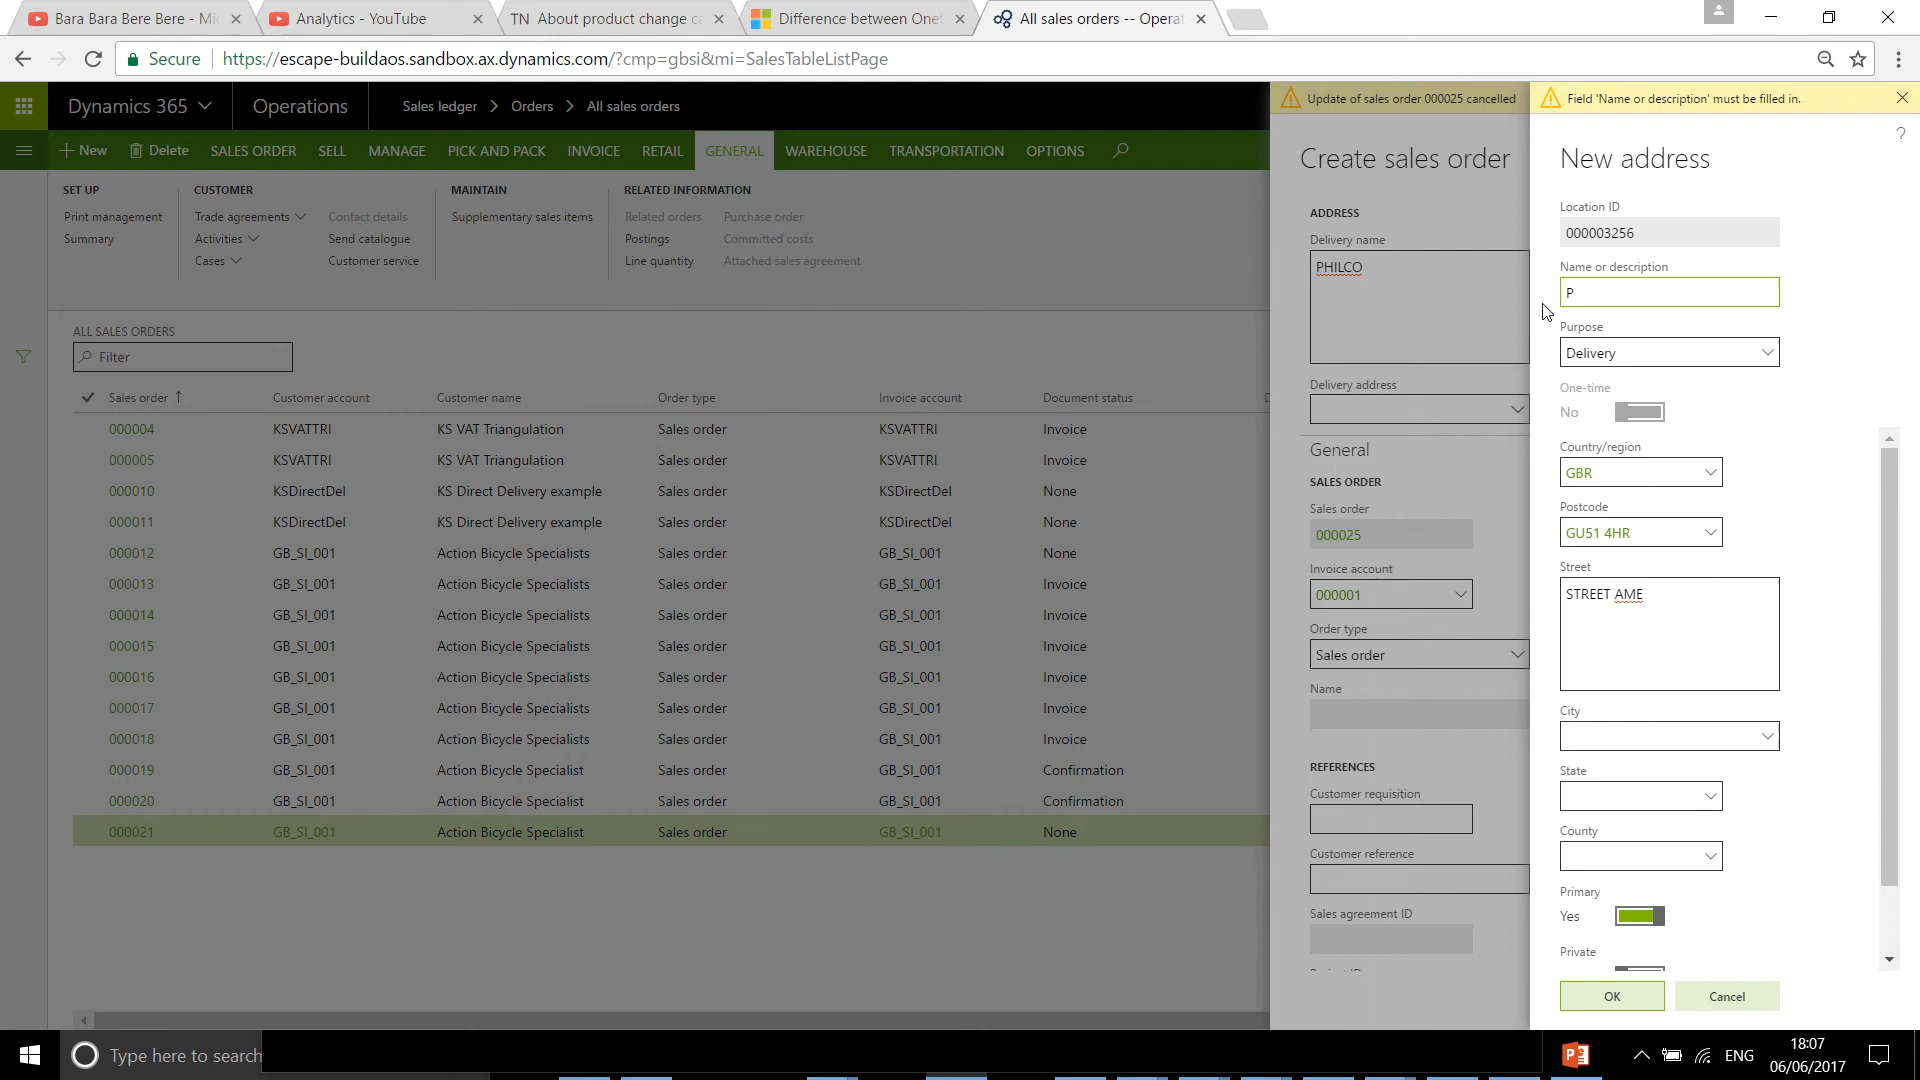 Bara Bara Bere Bere - Mi
Analytics - YouTube
TN About product change c
Difference between Onet
All sales orders -- Operat
Secure
https://escape-buildaos.sandbox.ax.dynamics.com/?cmp=gbsi&mi=SalesTableListPage
Dynamics 365
Operations
Sales ledger > Orders > All sales orders
+ New
Delete
SALES ORDER
SELL
MANAGE
PICK AND PACK
INVOICE
RETAIL
GENERAL
WAREHOUSE
TRANSPORTATION
OPTIONS
SET UP
Print management
Summary
CUSTOMER
Trade agreements
Activities
Cases
Contact details
Send catalogue
Customer service
MAINTAIN
Supplementary sales items
RELATED INFORMATION
Related orders
Postings
Line quantity
Purchase order
Committed costs
Attached sales agreement
ALL SALES ORDERS
Filter
Sales order Customer account Customer name Order type Invoice account Document status
000004 KSVATTRI KS VAT Triangulation Sales order KSVATTRI Invoice
000005 KSVATTRI KS VAT Triangulation Sales order KSVATTRI Invoice
000010 KSDirectDel KS Direct Delivery example Sales order KSDirectDel None
000011 KSDirectDel KS Direct Delivery example Sales order KSDirectDel None
000012 GB_SI_001 Action Bicycle Specialists Sales order GB_SI_001 None
000013 GB_SI_001 Action Bicycle Specialists Sales order GB_SI_001 Invoice
000014 GB_SI_001 Action Bicycle Specialists Sales order GB_SI_001 Invoice
000015 GB_SI_001 Action Bicycle Specialists Sales order GB_SI_001 Invoice
000016 GB_SI_001 Action Bicycle Specialists Sales order GB_SI_001 Invoice
000017 GB_SI_001 Action Bicycle Specialists Sales order GB_SI_001 Invoice
000018 GB_SI_001 Action Bicycle Specialists Sales order GB_SI_001 Invoice
000019 GB_SI_001 Action Bicycle Specialist Sales order GB_SI_001 Confirmation
000020 GB_SI_001 Action Bicycle Specialist Sales order GB_SI_001 Confirmation
000021 GB_SI_001 Action Bicycle Specialist Sales order GB_SI_001 None
Update of sales order 000025 cancelled
Create sales order
ADDRESS
Delivery name
PHILCO
Delivery address
General
SALES ORDER
Sales order
000025
Invoice account
000001
Order type
Sales order
Name
REFERENCES
Customer requisition
Customer reference
Sales agreement ID
Field 'Name or description' must be filled in.
?
New address
Location ID
000003256
Name or description
P
Purpose
Delivery
One-time
No
Country/region
GBR
Postcode
GU51 4HR
Street
STREET AME
City
State
County
Primary
Yes
Private
OK
Cancel
Type here to search
ENG
18:07
06/06/2017